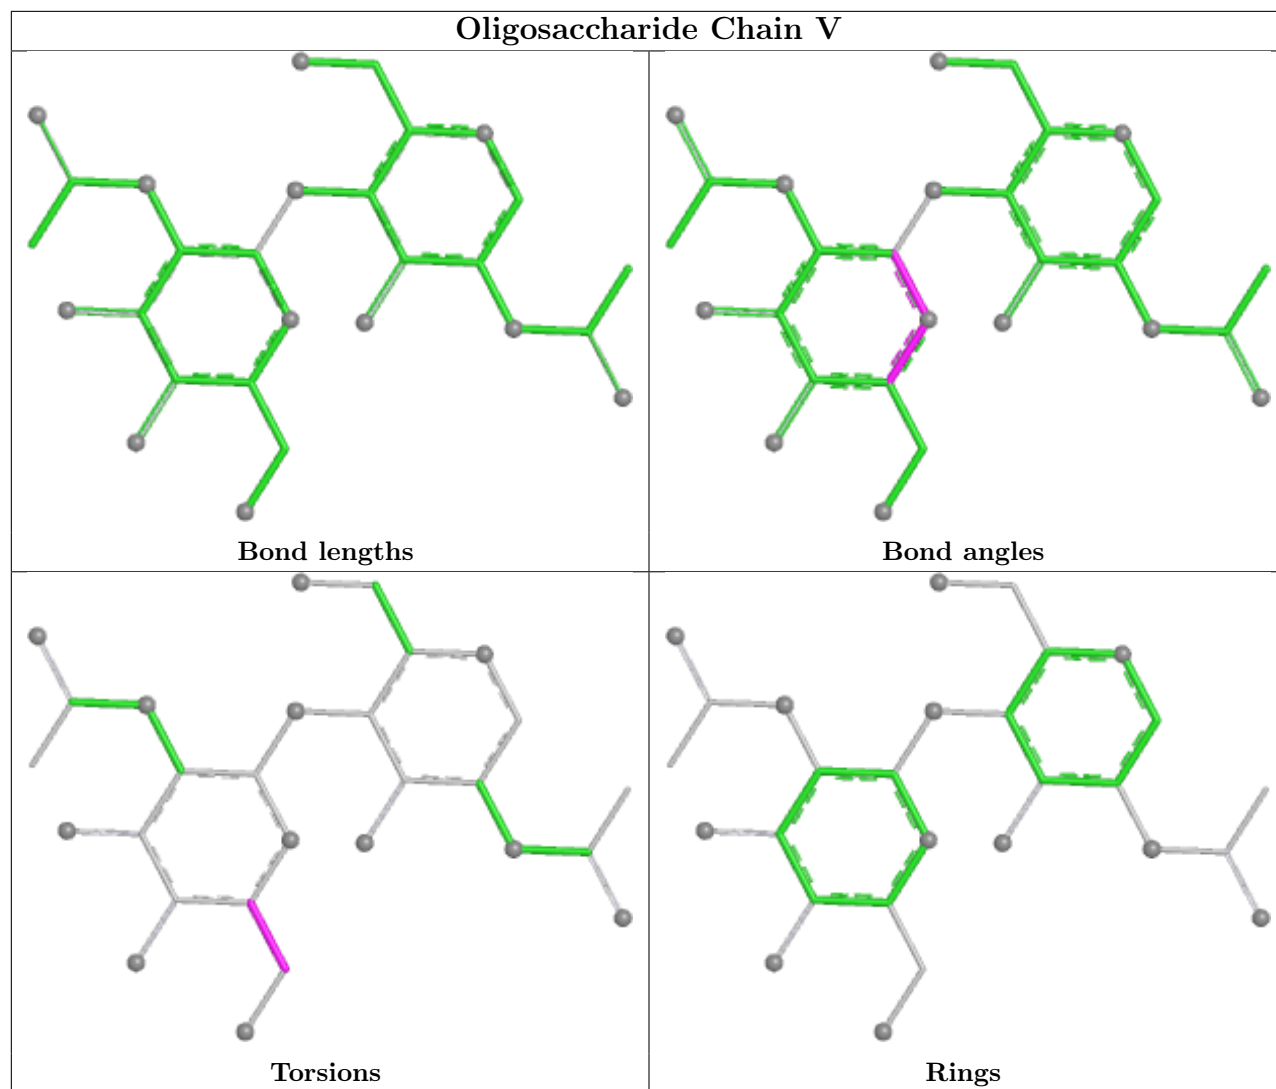 Oligosaccharide Chain V
Bond lengths
Bond angles
Torsions
Rings